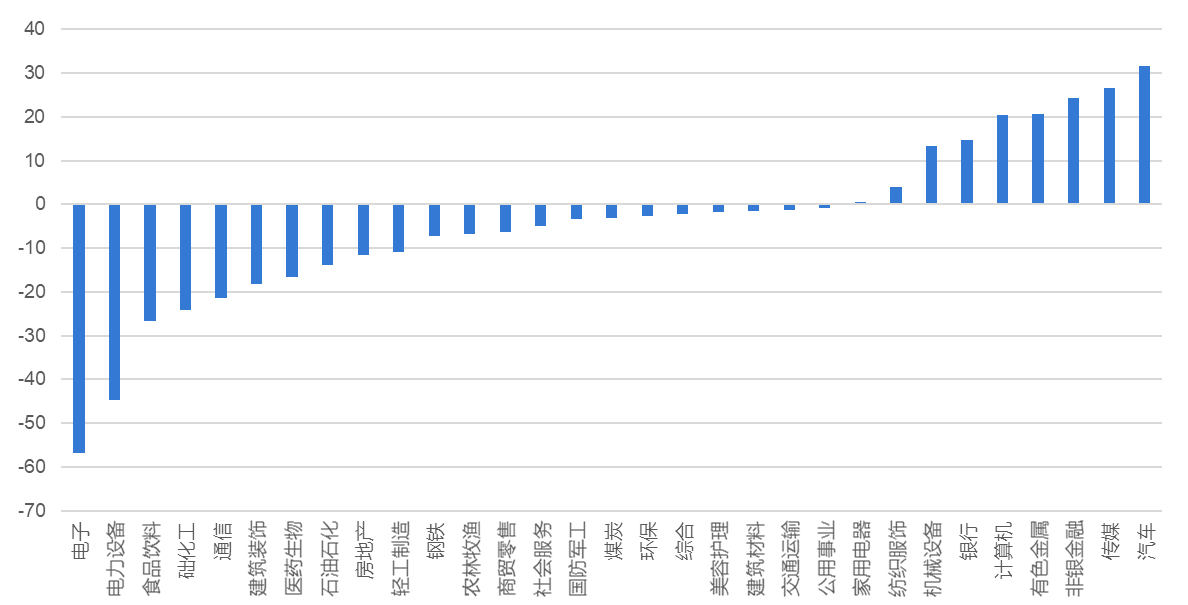 40
30
20
10
0
-10
-20
-30
-40
-50
-60
-70
电子
电力设备
食品饮料
础化工
通信
建筑装饰
医药生物
石油石化
房地产
轻工制造
钢铁
农林牧渔
商贸零售
社会服务
国防军工
煤炭
环保
综合
美容护理
建筑材料
交通运输
公用事业
家用电器
纺织服饰
机械设备
银行
计算机
有色金属
非银金融
传媒
汽车